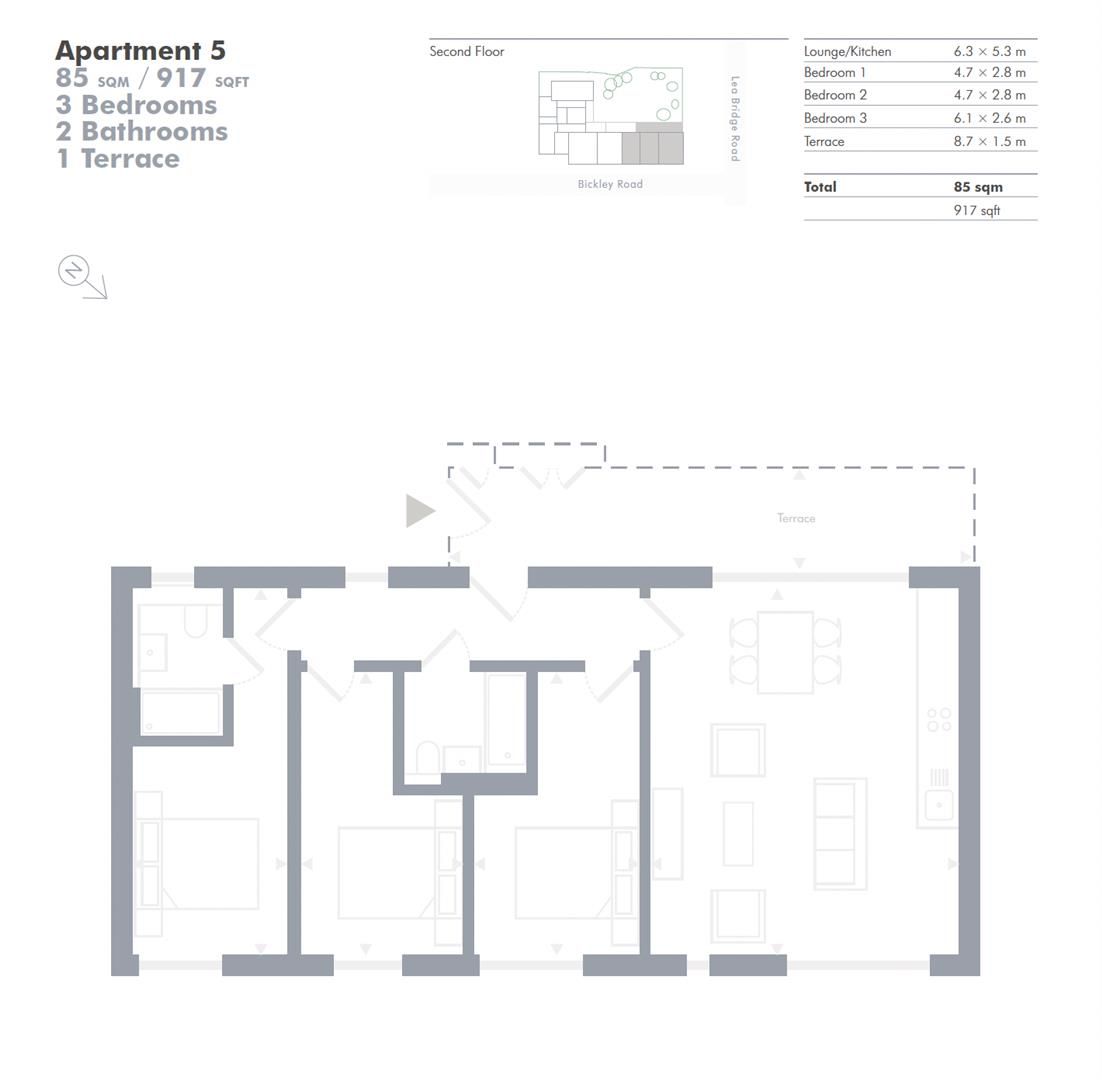 Apartment 5
85 SQM / 917 SQFT
3 Bedrooms
2 Bathrooms
1 Terrace
Second Floor
Lea Bridge Road
Bickley Road
Lounge/Kitchen 6.3 × 5.3 m
Bedroom 1 4.7 × 2.8 m
Bedroom 2 4.7 × 2.8 m
Bedroom 3 6.1 × 2.6 m
Terrace 8.7 × 1.5 m
Total 85 sqm
917 sqft
N
Terrace